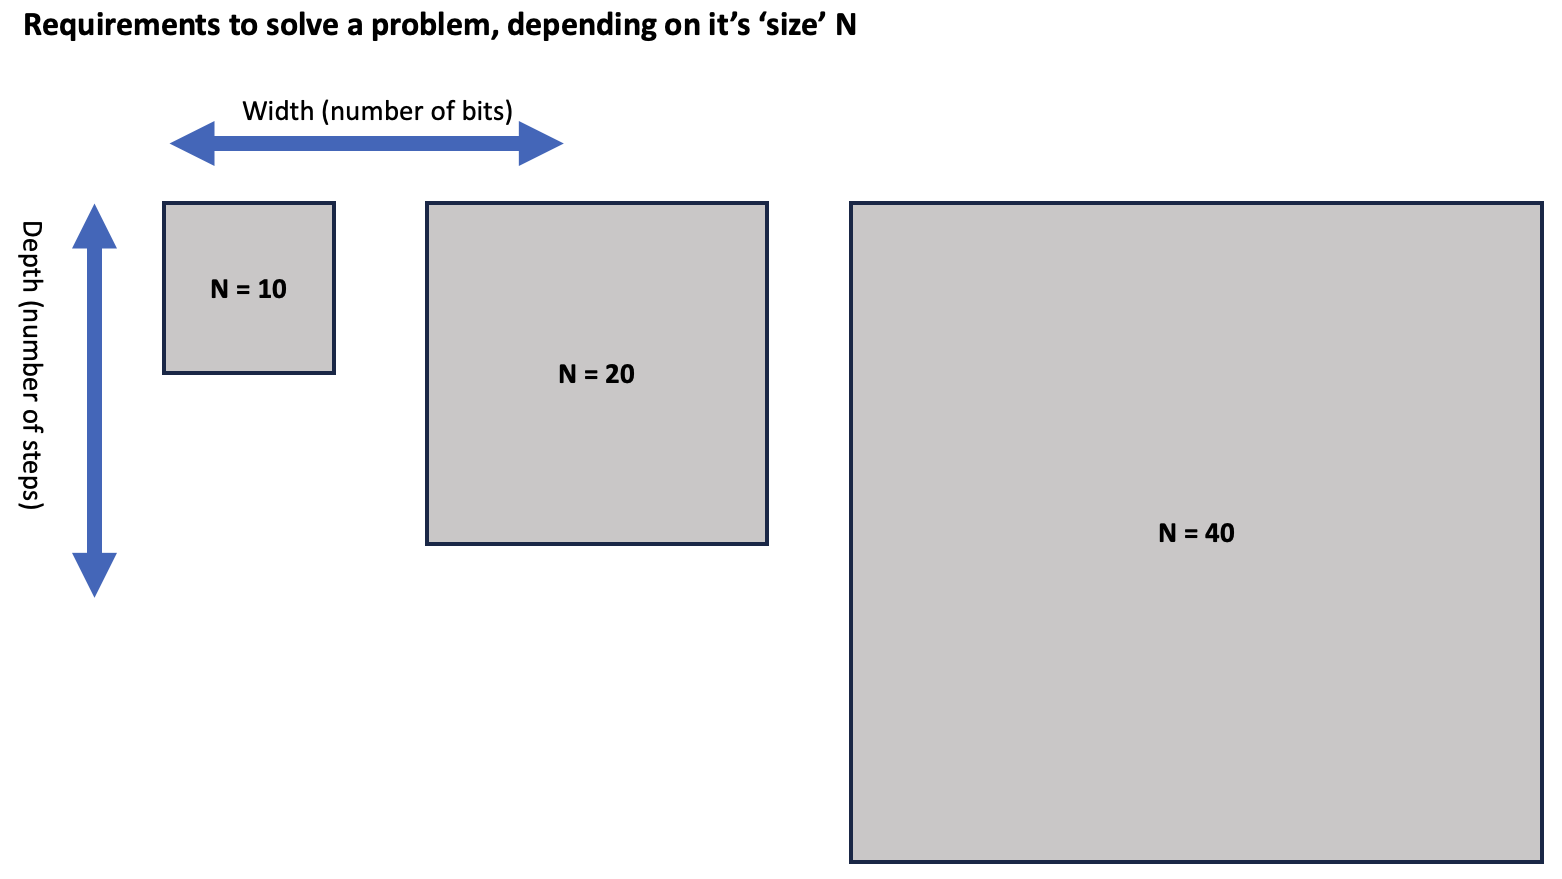 Requirements to solve a problem, depending on it’s ‘size’ N
Width (number of bits)
Depth (number of steps)
N = 10
N = 20
N = 40